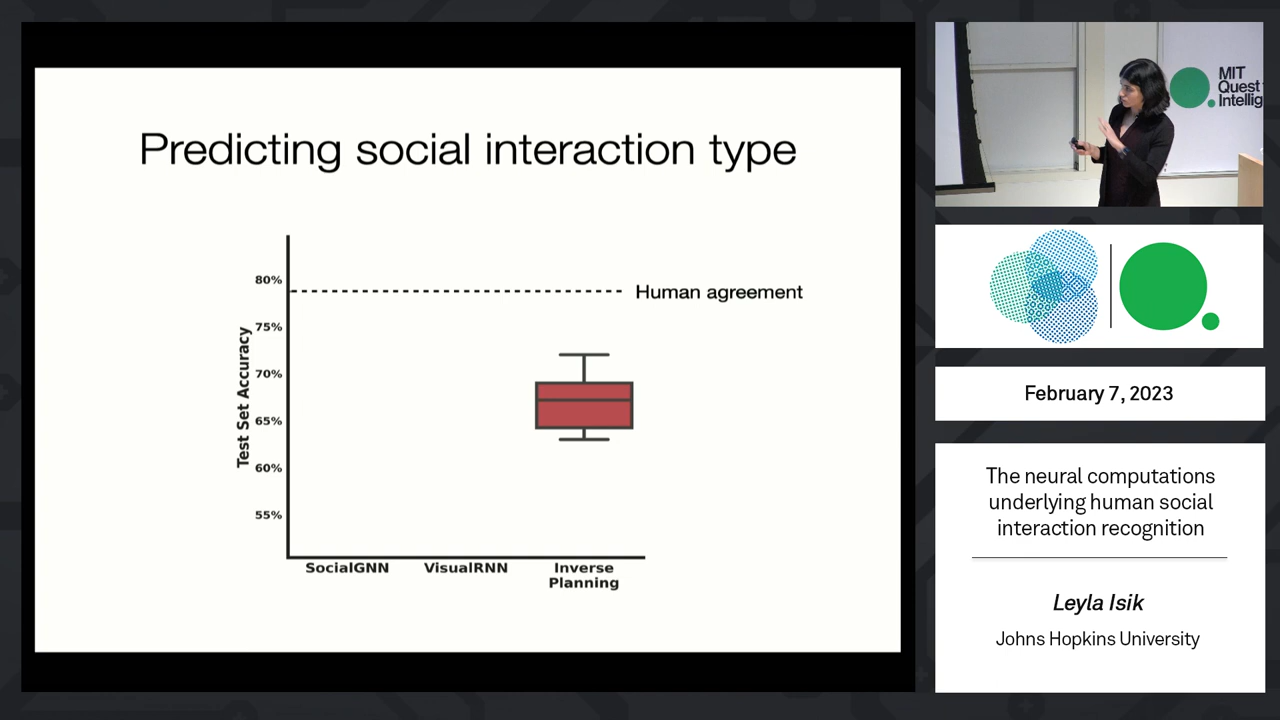 Predicting social interaction type
80%
75%
70%
65%
60%
55%
Test Set Accuracy
Human agreement
SocialGNN
VisualRNN
Inverse
Planning
MIT
Quest
Intellig
February 7, 2023
The neural computations
underlying human social
interaction recognition
Leyla Isik
Johns Hopkins University